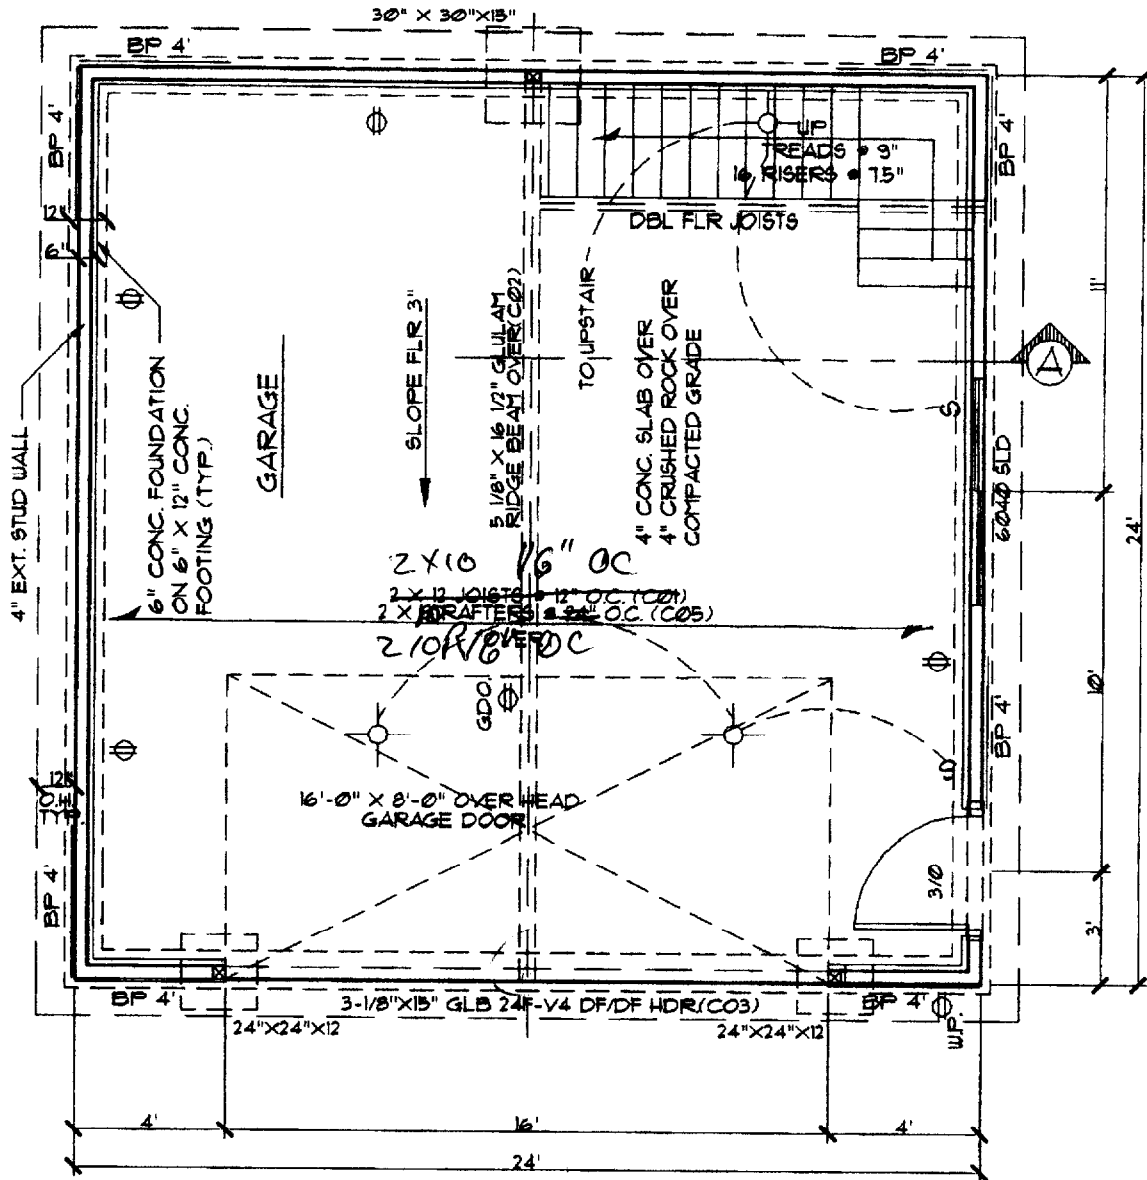 30" X 30"X15"
BP 4'
BP 4'
BP 4'
BP 4'
UP
TREADS @ 9"
16 RISERS @ 7.5"
12"
6"
DBL FLR JOISTS
TO UPSTAIR
11'
SLOPE FLR 3"
5 1/8" X 16 1/2" GLULAM
RIDGE BEAM OVER(C02)
4" CONC. SLAB OVER
4" CRUSHED ROCK OVER
COMPACTED GRADE
A
GARAGE
S
4" EXT. STUD WALL
6" CONC. FOUNDATION
ON 6" X 12" CONC.
FOOTING (TYP.)
6040 SLD
24'
2 X 10 16" OC
2 X 12 JOISTS @ 12" O.C. (C01)
2 X RAFTERS @ 24" O.C. (C05)
OVER
2 10 16" OC
10'
GDO
BP 4'
12"
O.H.
TYP.
16'-0" X 8'-0" OVER HEAD
GARAGE DOOR
3/0
BP 4'
3'
BP 4'
3-1/8"X15" GLB 24F-V4 DF/DF HDR(C03)
BP 4'
24"X24"X12
24"X24"X12
W.P.
4'
16'
4'
24'